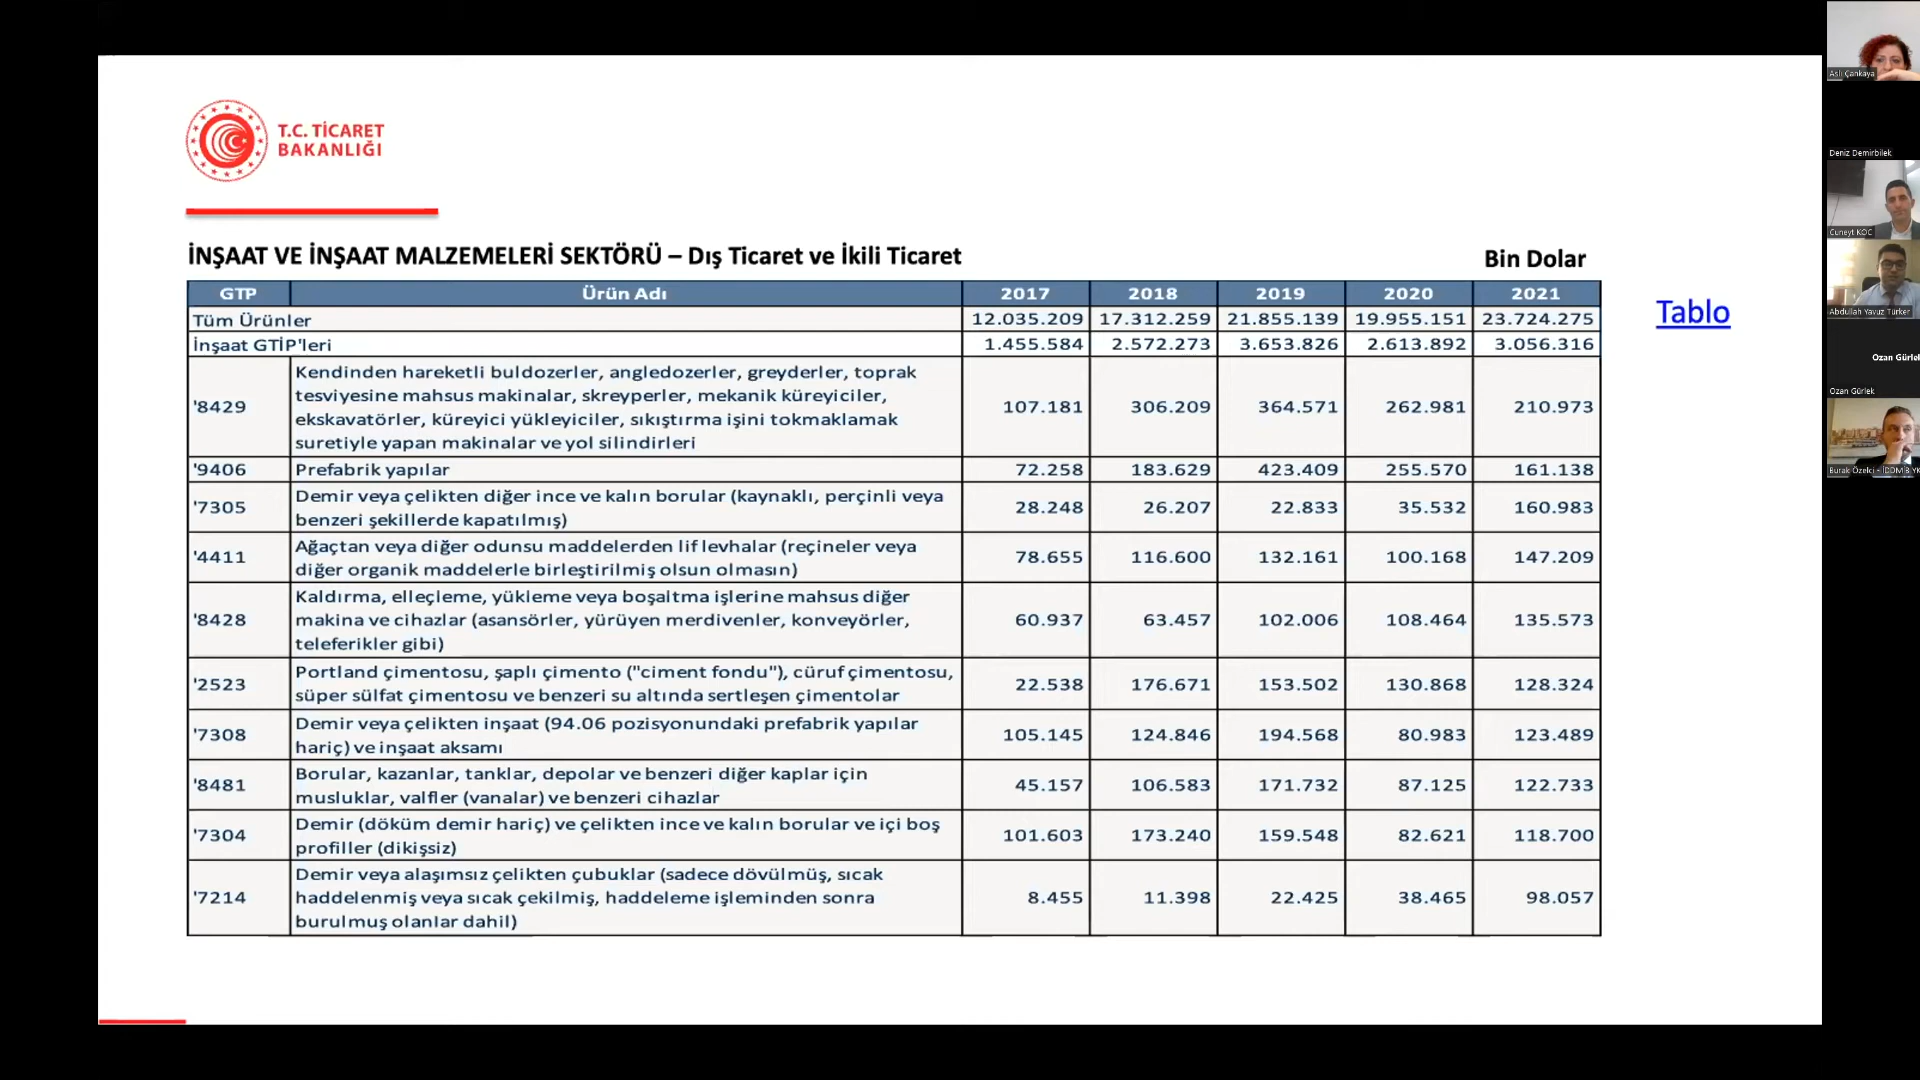 T.C. TİCARET
BAKANLIĞI
İNŞAAT VE İNŞAAT MALZEMELERİ SEKTÖRÜ – Dış Ticaret ve İkili Ticaret
Bin Dolar
Tablo
GTP Ürün Adı 2017 2018 2019 2020 2021
Tüm Ürünler 12.035.209 17.312.259 21.855.139 19.955.151 23.724.275
İnşaat GTİP'leri 1.455.584 2.572.273 3.653.826 2.613.892 3.056.316
'8429 Kendinden hareketli buldozerler, angledozerler, greyderler, toprak
tesviyesine mahsus makinalar, skreyperler, mekanik küreyiciler,
ekskavatörler, küreyici yükleyiciler, sıkıştırma işini tokmaklamak
suretiyle yapan makinalar ve yol silindirleri
107.181 306.209 364.571 262.981 210.973
'9406 Prefabrik yapılar 72.258 183.629 423.409 255.570 161.138
'7305 Demir veya çelikten diğer ince ve kalın borular (kaynaklı, perçinli veya
benzeri şekillerde kapatılmış)
28.248 26.207 22.833 35.532 160.983
'4411 Ağaçtan veya diğer odunsu maddelerden lif levhalar (reçineler veya
diğer organik maddelerle birleştirilmiş olsun olmasın)
78.655 116.600 132.161 100.168 147.209
'8428 Kaldırma, elleçleme, yükleme veya boşaltma işlerine mahsus diğer
makina ve cihazlar (asansörler, yürüyen merdivenler, konveyörler,
teleferikler gibi)
60.937 63.457 102.006 108.464 135.573
'2523 Portland çimentosu, şaplı çimento ("ciment fondu"), cüruf çimentosu,
süper sülfat çimentosu ve benzeri su altında sertleşen çimentolar
22.538 176.671 153.502 130.868 128.324
'7308 Demir veya çelikten inşaat (94.06 pozisyonundaki prefabrik yapılar
hariç) ve inşaat aksamı
105.145 124.846 194.568 80.983 123.489
'8481 Borular, kazanlar, tanklar, depolar ve benzeri diğer kaplar için
musluklar, valfler (vanalar) ve benzeri cihazlar
45.157 106.583 171.732 87.125 122.733
'7304 Demir (döküm demir hariç) ve çelikten ince ve kalın borular ve içi boş
profiller (dikişsiz)
101.603 173.240 159.548 82.621 118.700
'7214 Demir veya alaşımsız çelikten çubuklar (sadece dövülmüş, sıcak
haddelenmiş veya sıcak çekilmiş, haddeleme işleminden sonra
burulmuş olanlar dahil)
8.455 11.398 22.425 38.465 98.057
Aslı Çankaya
Deniz Demirbilek
Cuneyt KOC
Abdullah Yavuz Türker
Ozan Gürlek
Ozan Gürlek
Burak Özelci - İDDMİB YK